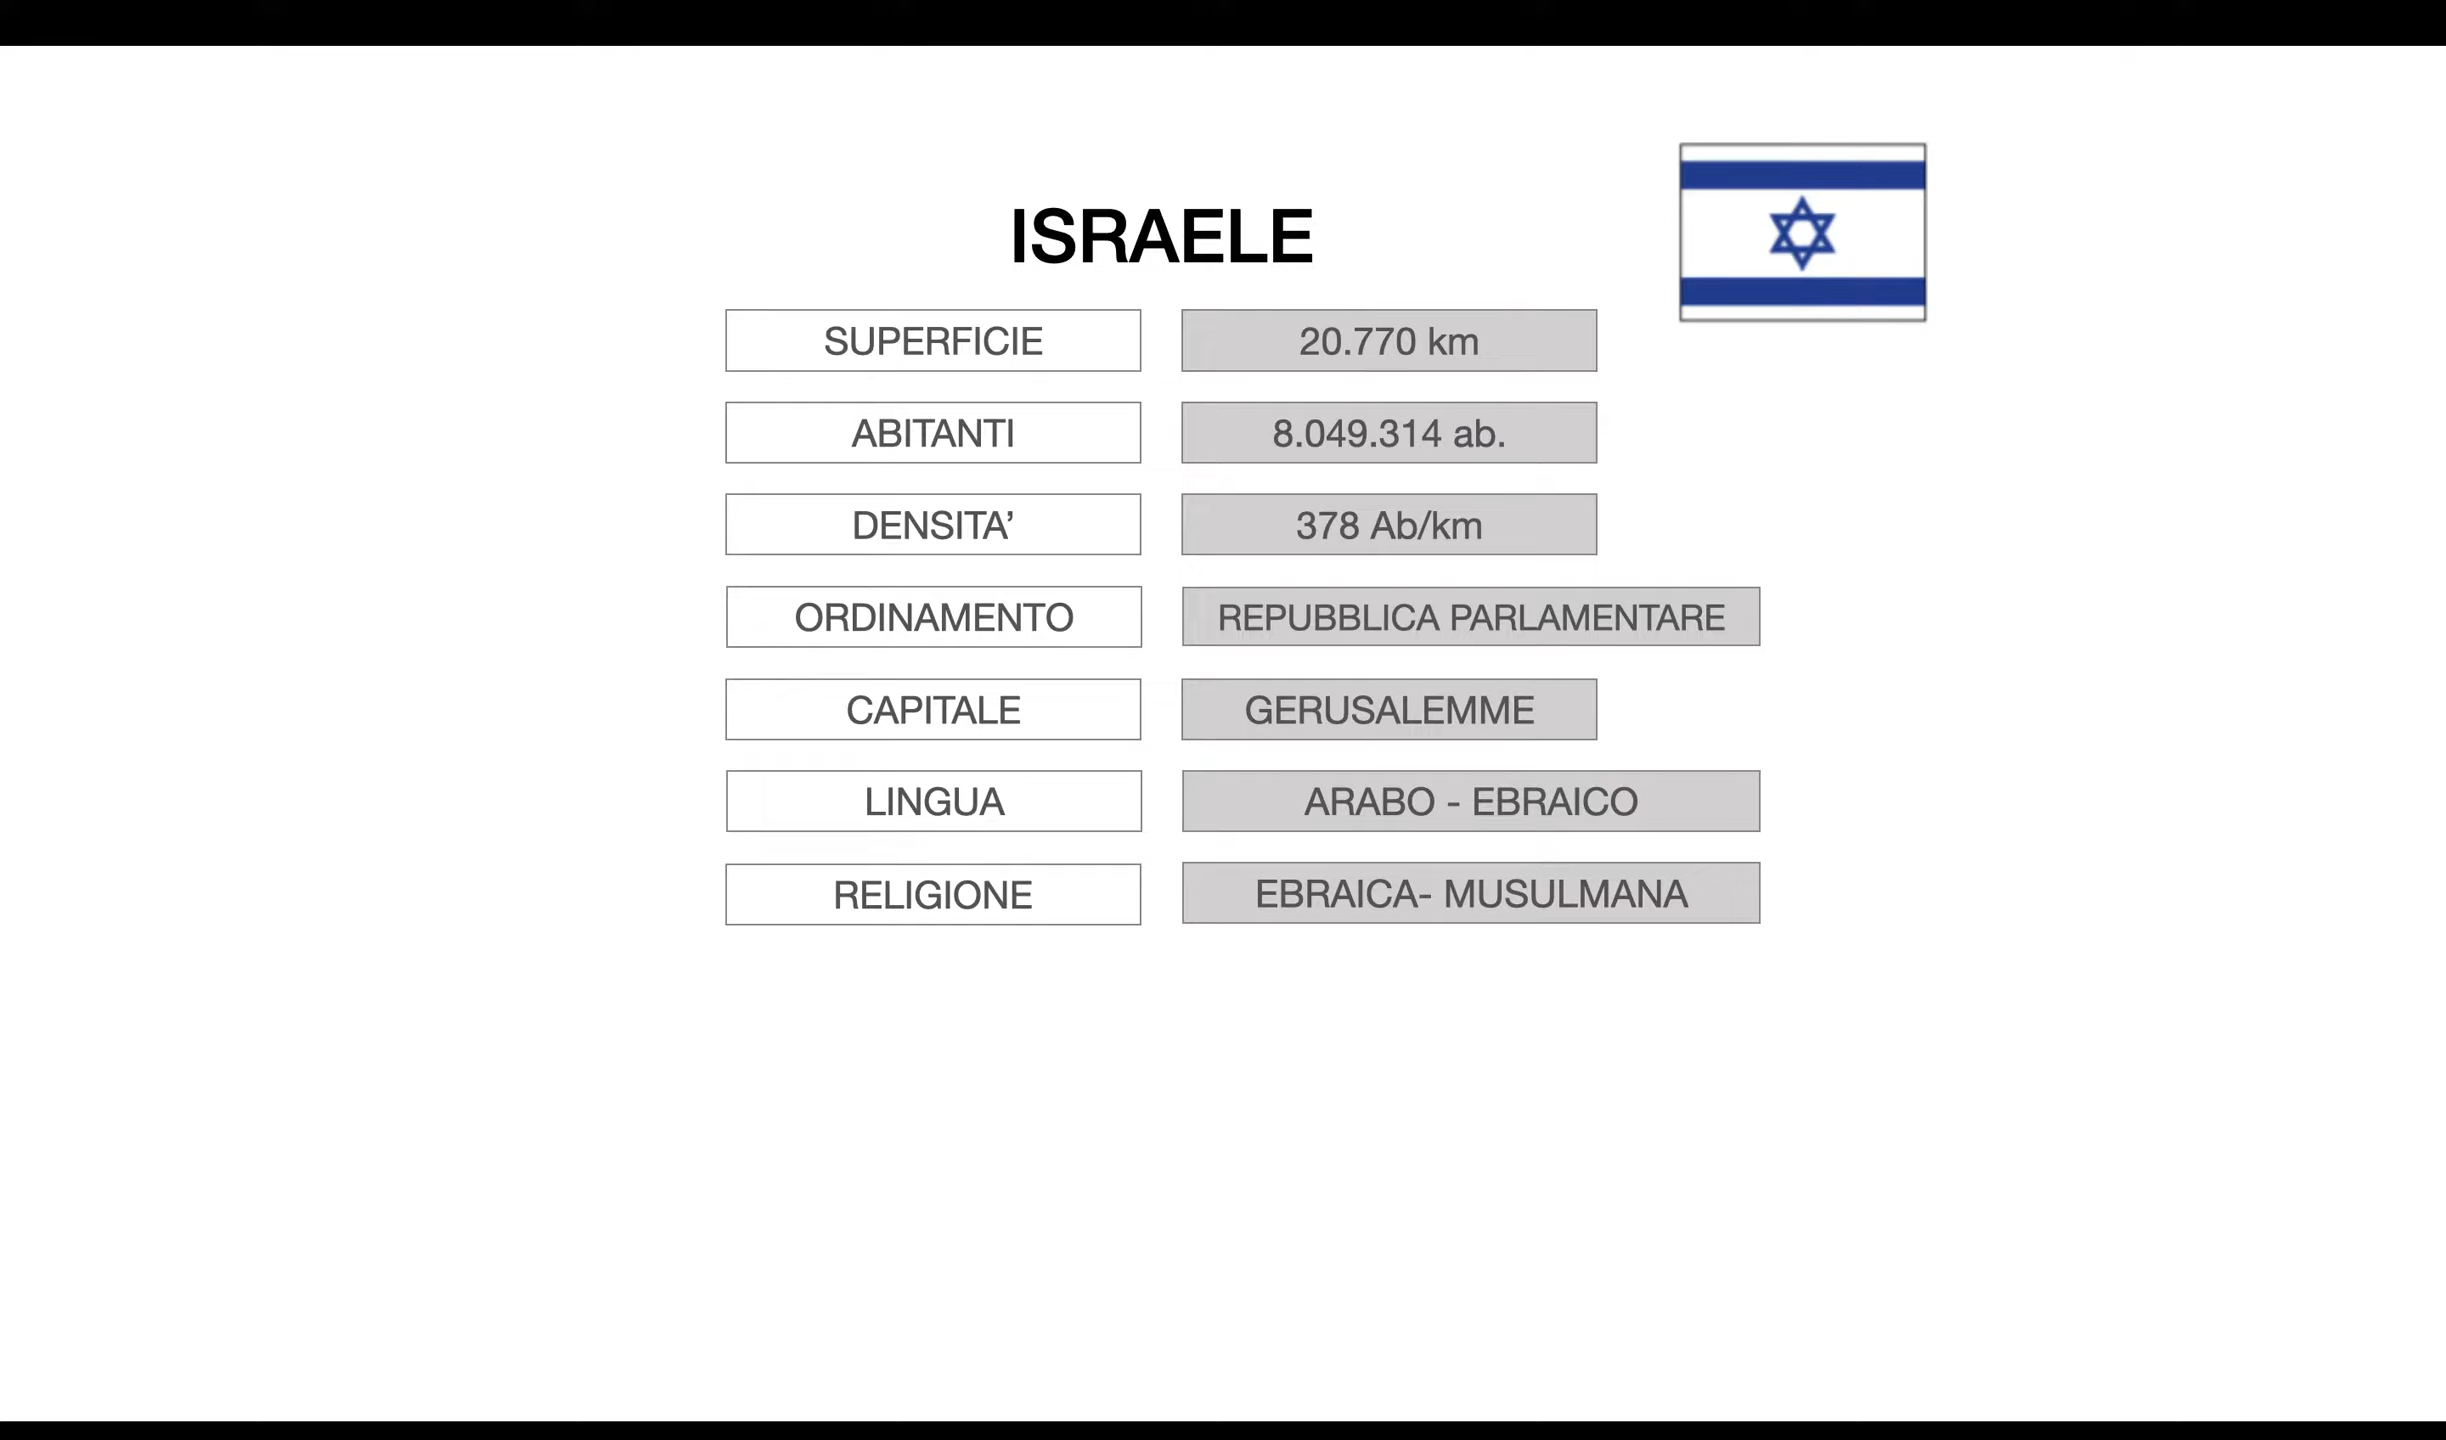 ISRAELE
SUPERFICIE 20.770 km
ABITANTI 8.049.314 ab.
DENSITA’ 378 Ab/km
ORDINAMENTO REPUBBLICA PARLAMENTARE
CAPITALE GERUSALEMME
LINGUA ARABO - EBRAICO
RELIGIONE EBRAICA- MUSULMANA